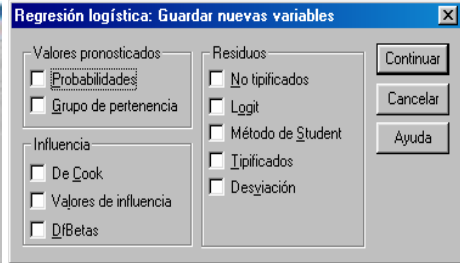 Regresión logística: Guardar nuevas variables
Valores pronosticados
Probabilidades
Grupo de pertenencia
Influencia
De Cook
Valores de influencia
DfBetas
Residuos
No tipificados
Logit
Método de Student
Tipificados
Desviación
Continuar
Cancelar
Ayuda